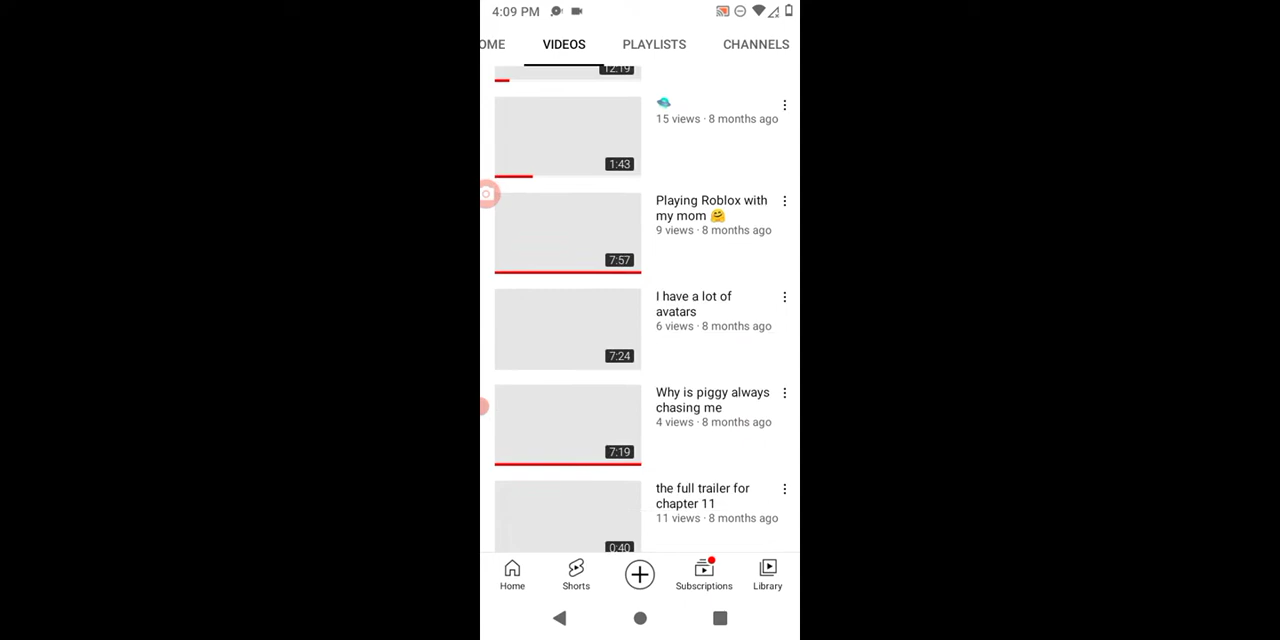 4:09 PM
OME VIDEOS PLAYLISTS CHANNELS
12:19
🛸
15 views · 8 months ago
1:43
Playing Roblox with
my mom 🤗
9 views · 8 months ago
7:57
I have a lot of
avatars
6 views · 8 months ago
7:24
Why is piggy always
chasing me
4 views · 8 months ago
7:19
the full trailer for
chapter 11
11 views · 8 months ago
0:40
Home Shorts Subscriptions Library